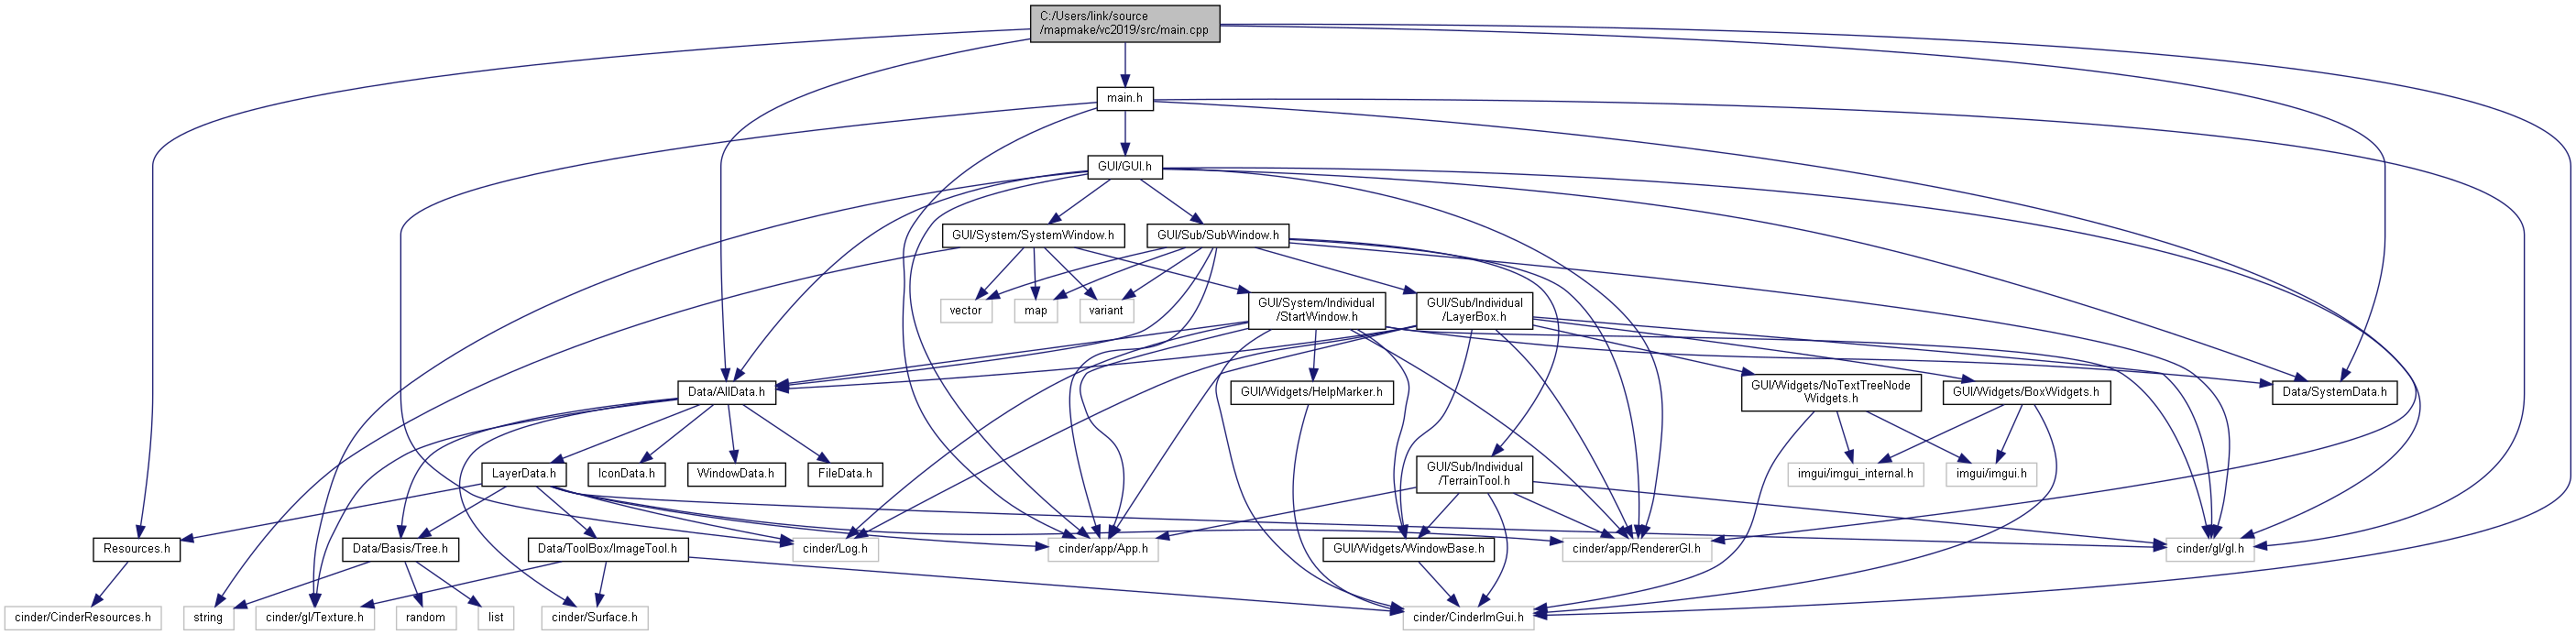 C:/Users/link/source
/mapmake/vc2019/src/main.cpp
main.h
GUI/GUI.h
GUI/System/SystemWindow.h
GUI/Sub/SubWindow.h
vector
map
variant
GUI/System/Individual
/StartWindow.h
GUI/Sub/Individual
/LayerBox.h
Data/AllData.h
GUI/Widgets/HelpMarker.h
GUI/Widgets/NoTextTreeNode
Widgets.h
GUI/Widgets/BoxWidgets.h
Data/SystemData.h
LayerData.h
IconData.h
WindowData.h
FileData.h
GUI/Sub/Individual
/TerrainTool.h
imgui/imgui_internal.h
imgui/imgui.h
Resources.h
Data/Basis/Tree.h
Data/ToolBox/ImageTool.h
cinder/Log.h
cinder/app/App.h
GUI/Widgets/WindowBase.h
cinder/app/RendererGl.h
cinder/gl/gl.h
cinder/CinderResources.h
string
cinder/gl/Texture.h
random
list
cinder/Surface.h
cinder/CinderImGui.h